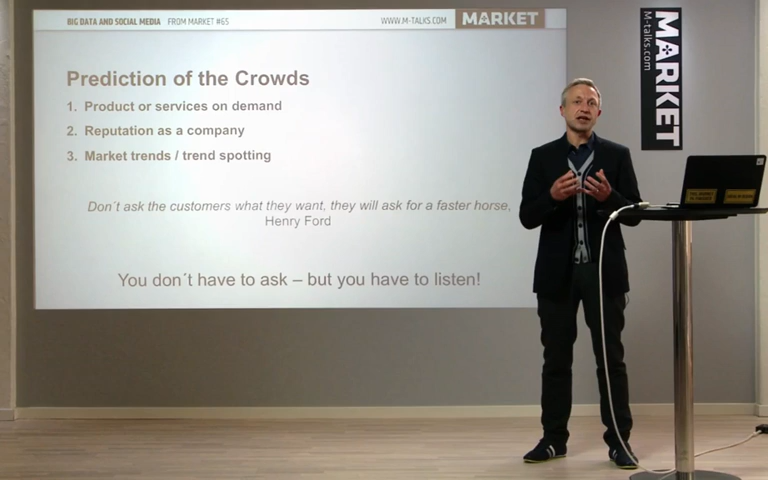 BIG DATA AND SOCIAL MEDIA FROM MARKET #65
WWW.M-TALKS.COM
MARKET
Prediction of the Crowds
1. Product or services on demand
2. Reputation as a company
3. Market trends / trend spotting
Don´t ask the customers what they want, they will ask for a faster horse,
Henry Ford
You don´t have to ask – but you have to listen!
MARKET
M-talks.com